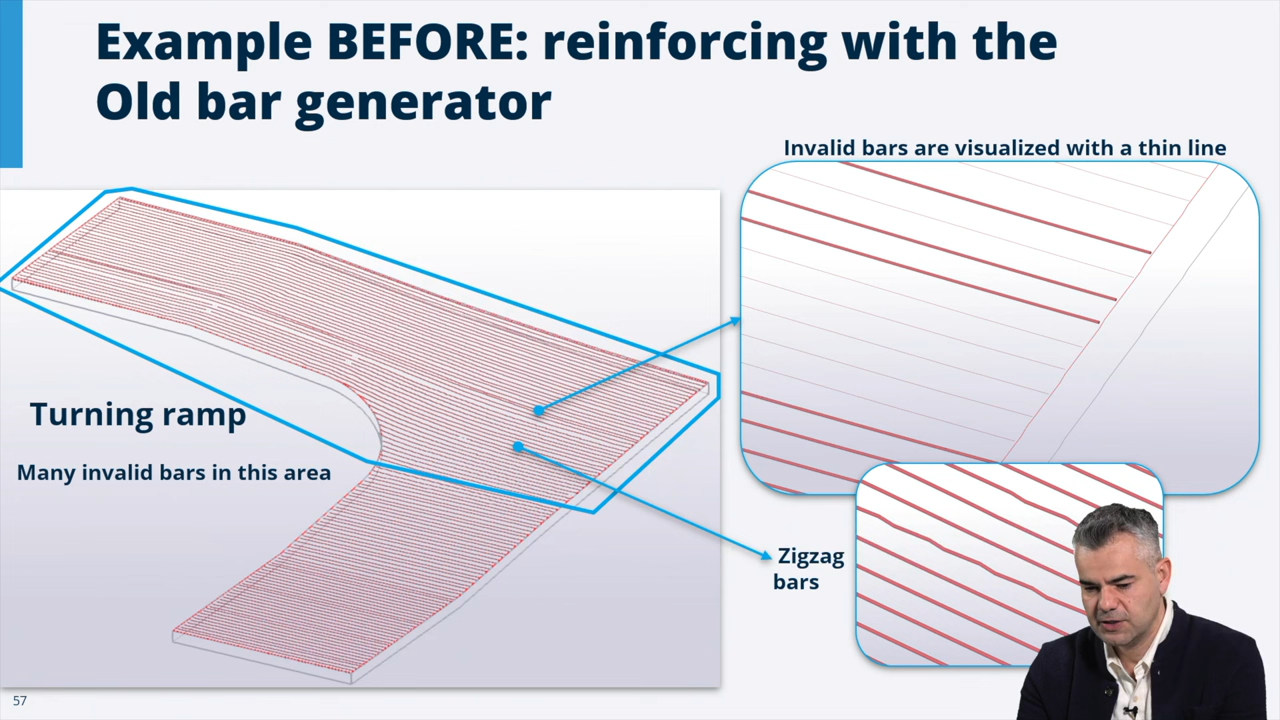 Example BEFORE: reinforcing with the
Old bar generator
Invalid bars are visualized with a thin line
Turning ramp
Many invalid bars in this area
Zigzag
bars
57